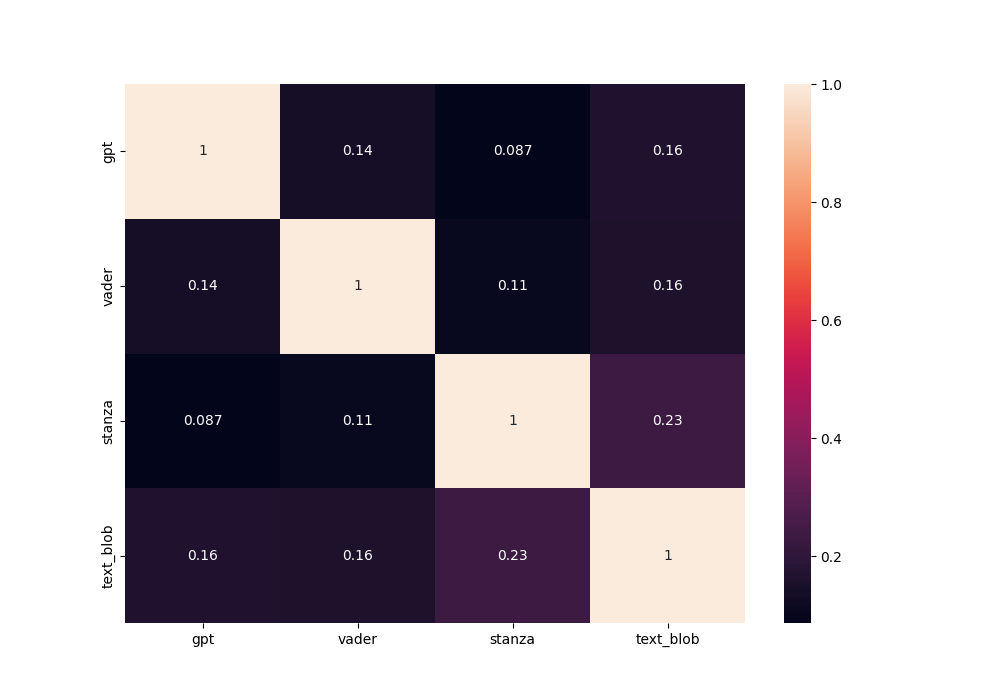 gpt 1 0.14 0.087 0.16
vader 0.14 1 0.11 0.16
stanza 0.087 0.11 1 0.23
text_blob 0.16 0.16 0.23 1
gpt vader stanza text_blob
1.0
0.8
0.6
0.4
0.2